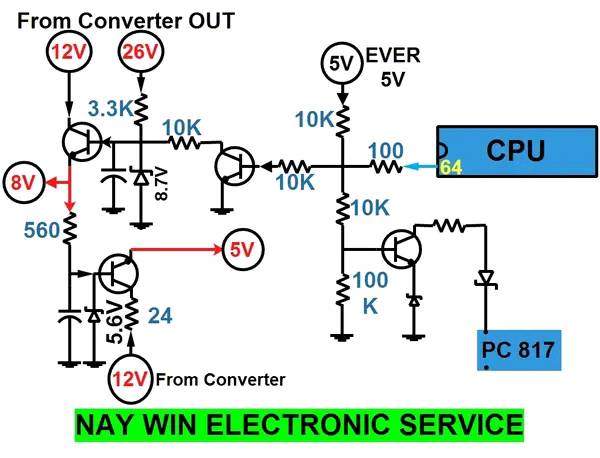 From Converter OUT
12V
26V
5V
EVER
5V
3.3K
10K
10K
100
CPU
64
10K
8.7V
8V
10K
560
5V
100
K
5.6V
24
PC 817
12V
From Converter
NAY WIN ELECTRONIC SERVICE